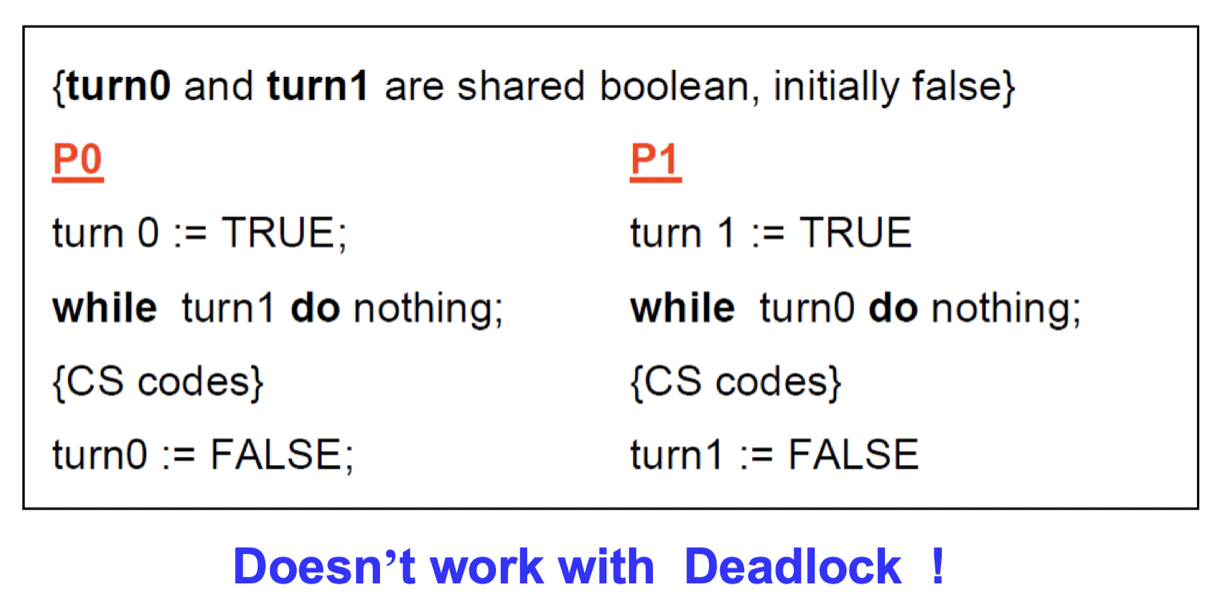 {turn0 and turn1 are shared boolean, initially false}
P0 P1
turn 0 := TRUE; turn 1 := TRUE
while turn1 do nothing; while turn0 do nothing;
{CS codes} {CS codes}
turn0 := FALSE; turn1 := FALSE
Doesn’t work with Deadlock !